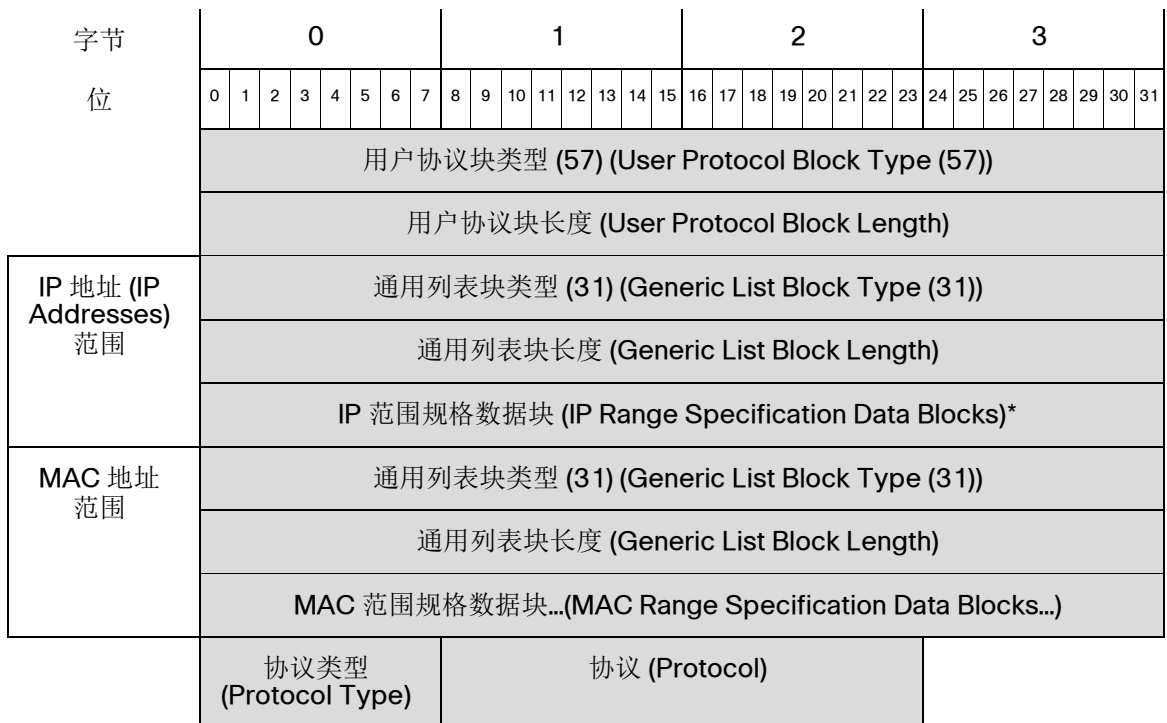 字节 0 1 2 3
位 0 1 2 3 4 5 6 7 8 9 10 11 12 13 14 15 16 17 18 19 20 21 22 23 24 25 26 27 28 29 30 31
用户协议块类型 (57) (User Protocol Block Type (57))
用户协议块长度 (User Protocol Block Length)
IP 地址 (IP
Addresses)
范围
通用列表块类型 (31) (Generic List Block Type (31))
通用列表块长度 (Generic List Block Length)
IP 范围规格数据块 (IP Range Specification Data Blocks)*
MAC 地址
范围
通用列表块类型 (31) (Generic List Block Type (31))
通用列表块长度 (Generic List Block Length)
MAC 范围规格数据块...(MAC Range Specification Data Blocks...)
协议类型
(Protocol Type)
协议 (Protocol)